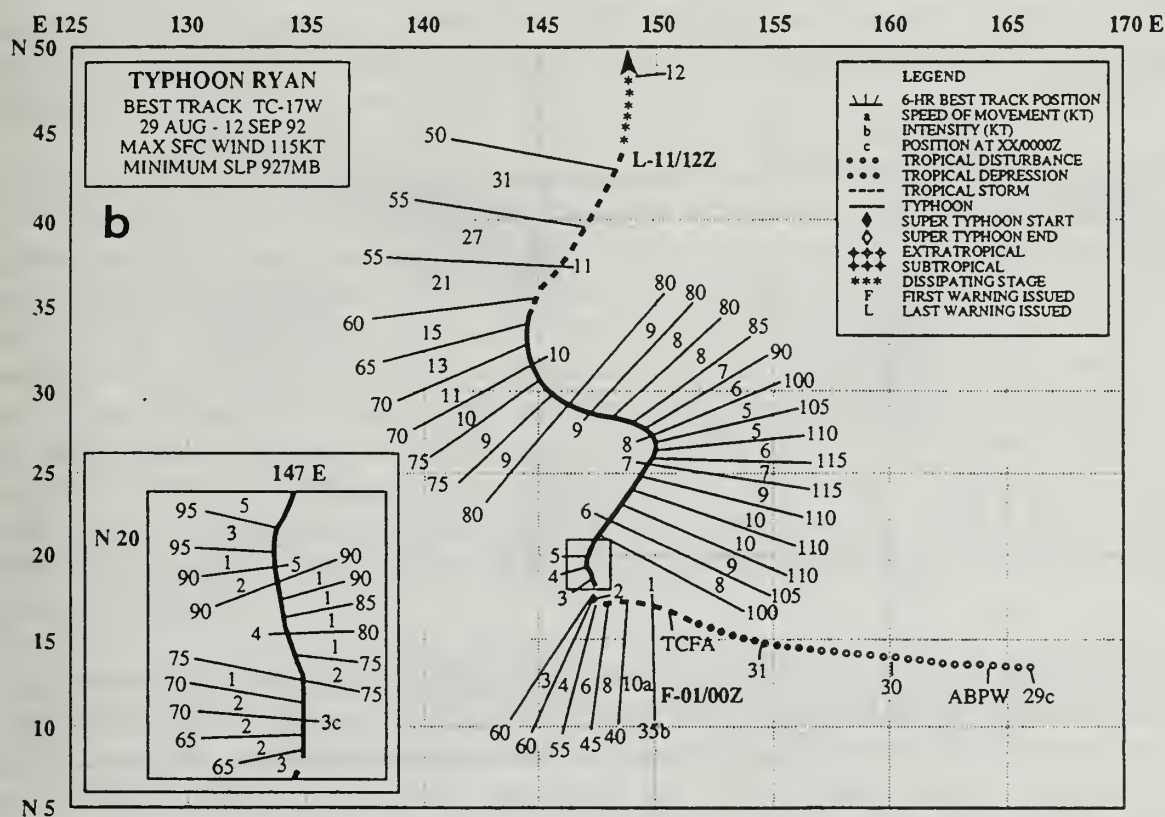 E 125 130 135 140 145 150 155 160 165 170 E
N 50
45
40
35
30
25
N 20
15
10
N 5
TYPHOON RYAN
BEST TRACK TC-17W
29 AUG - 12 SEP 92
MAX SFC WIND 115KT
MINIMUM SLP 927MB
b
LEGEND
6-HR BEST TRACK POSITION
a SPEED OF MOVEMENT (KT)
b INTENSITY (KT)
c POSITION AT XX/0000Z
TROPICAL DISTURBANCE
TROPICAL DEPRESSION
TROPICAL STORM
TYPHOON
SUPER TYPHOON START
SUPER TYPHOON END
EXTRATROPICAL
SUBTROPICAL
DISSIPATING STAGE
F FIRST WARNING ISSUED
L LAST WARNING ISSUED
12
50
L-11/12Z
31
55
27
55 11
21
60
15
65
13
70
11
70
10
75
9
75
9
80
10
9
80
9
80
8
80
8
85
7
90
6
100
5
105
5
110
6
115
7
115
9
110
10
110
10
110
9
105
8
100
8
7
6
5
4
3
2
1
3 4 6 8 10a
60 60 55 45 40 35b
F-01/00Z
TCFA
31
30
ABPW
29c
147 E
5
95
3
95
1
90
2
90
5
90
1
90
1
85
1
80
4
1
75
2
75
75
1
70
2
70
3c
2
65
2
65
3